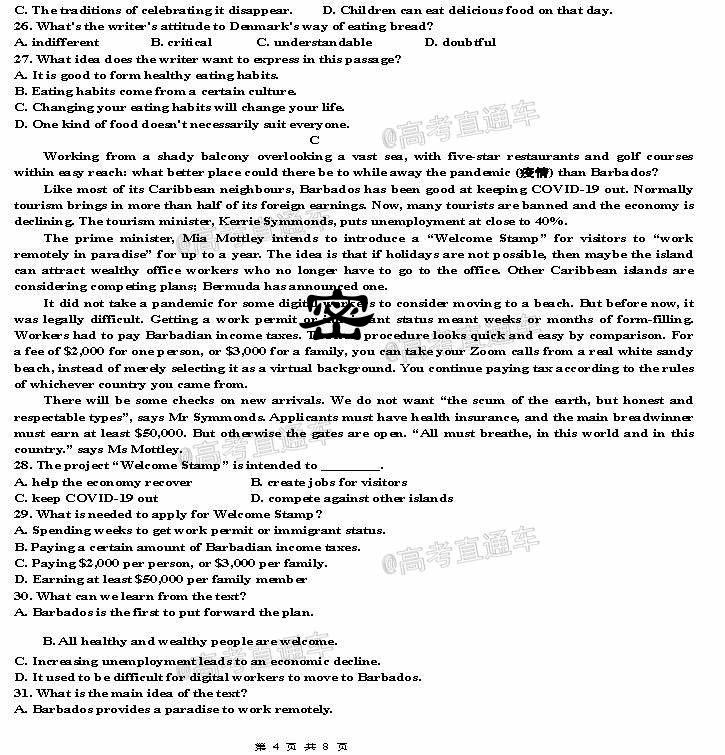 C. The traditions of celebrating it disappear. D. Children can eat delicious food on that day.
26. What's the writer's attitude to Denmark's way of eating bread?
A. indifferent B. critical C. understandable D. doubtful
27. What idea does the writer want to express in this passage?
A. It is good to form healthy eating habits.
B. Eating habits come from a certain culture.
C. Changing your eating habits will change your life.
D. One kind of food doesn't necessarily suit everyone.
@高考直通车
C
Working from a shady balcony overlooking a vast sea, with five-star restaurants and golf courses
within easy reach: what better place could there be to while away the pandemic (疫情) than Barbados?
Like most of its Caribbean neighbours, Barbados has been good at keeping COVID-19 out. Normally
tourism brings in more than half of its foreign earnings. Now, many tourists are banned and the economy is
declining. The tourism minister, Kerrie Symmonds, puts unemployment at close to 40%.
@高考直通车
The prime minister, Mia Mottley intends to introduce a “Welcome Stamp” for visitors to “work
remotely in paradise” for up to a year. The idea is that if holidays are not possible, then maybe the island
can attract wealthy office workers who no longer have to go to the office. Other Caribbean islands are
considering competing plans; Bermuda has announced one.
It did not take a pandemic for some digit s to consider moving to a beach. But before now, it
密
was legally difficult. Getting a work permit nt status meant weeks or months of form-filling.
Workers had to pay Barbadian income taxes. T procedure looks quick and easy by comparison. For
@高考直通车
a fee of $2,000 for one person, or $3,000 for a family, you can take your Zoom calls from a real white sandy
beach, instead of merely selecting it as a virtual background. You continue paying tax according to the rules
of whichever country you came from.
There will be some checks on new arrivals. We do not want “the scum of the earth, but honest and
respectable types”, says Mr Symmonds. Applicants must have health insurance, and the main breadwinner
must earn at least $50,000. But otherwise the gates are open. “All must breathe, in this world and in this
@高考直通车
country.” says Ms Mottley.
28. The project “Welcome Stamp” is intended to ________.
A. help the economy recover B. create jobs for visitors
C. keep COVID-19 out D. compete against other islands
29. What is needed to apply for Welcome Stamp?
A. Spending weeks to get work permit or immigrant status.
B. Paying a certain amount of Barbadian income taxes.
@高考直通车
C. Paying $2,000 per person, or $3,000 per family.
D. Earning at least $50,000 per family member
30. What can we learn from the text?
A. Barbados is the first to put forward the plan.
B. All healthy and wealthy people are welcome.
@高考直通车
C. Increasing unemployment leads to an economic decline.
D. It used to be difficult for digital workers to move to Barbados.
31. What is the main idea of the text?
A. Barbados provides a paradise to work remotely.
第 4 页 共 8 页